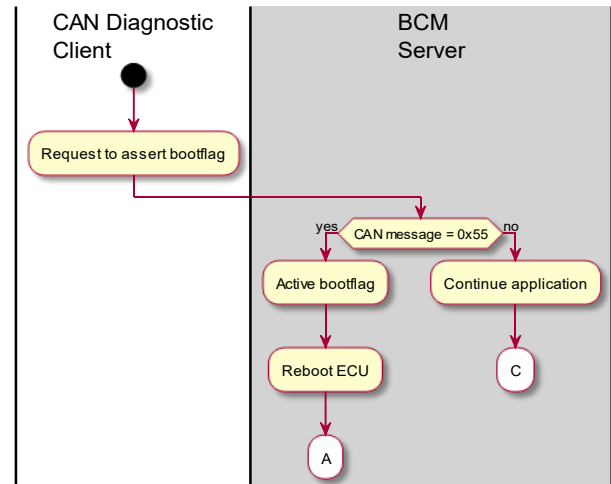 CAN Diagnostic
Client
BCM
Server
Request to assert bootflag
yes
CAN message = 0x55
no
Active bootflag
Continue application
Reboot ECU
C
A